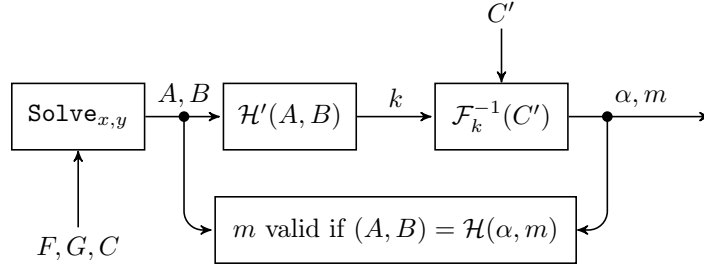 C′
A, B
k
α, m
Solve_{x,y}
ℋ′(A, B)
ℱ_k^{−1}(C′)
m valid if (A, B) = ℋ(α, m)
F, G, C